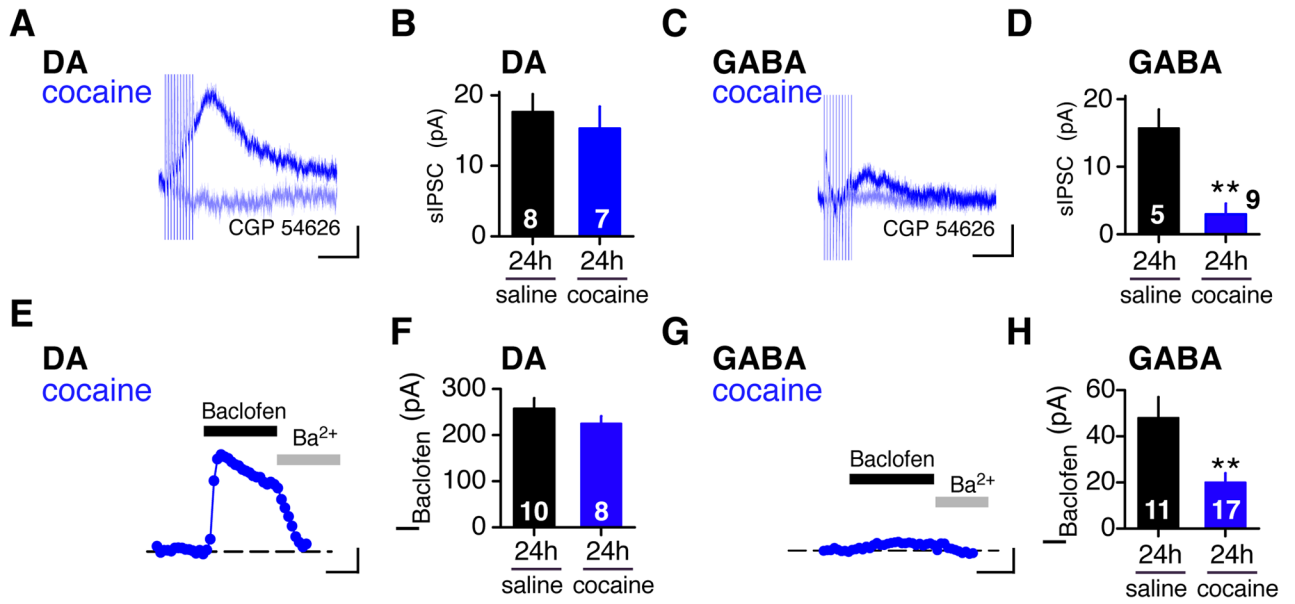 A
DA
cocaine
CGP 54626
B
DA
sIPSC (pA)
20
10
0
8
7
24h
24h
saline
cocaine
C
GABA
cocaine
CGP 54626
D
GABA
sIPSC (pA)
20
10
0
5
**
9
24h
24h
saline
cocaine
E
DA
cocaine
Baclofen
Ba2+
F
DA
IBaclofen (pA)
300
200
100
0
10
8
24h
24h
saline
cocaine
G
GABA
cocaine
Baclofen
Ba2+
H
GABA
IBaclofen (pA)
60
40
20
0
11
**
17
24h
24h
saline
cocaine